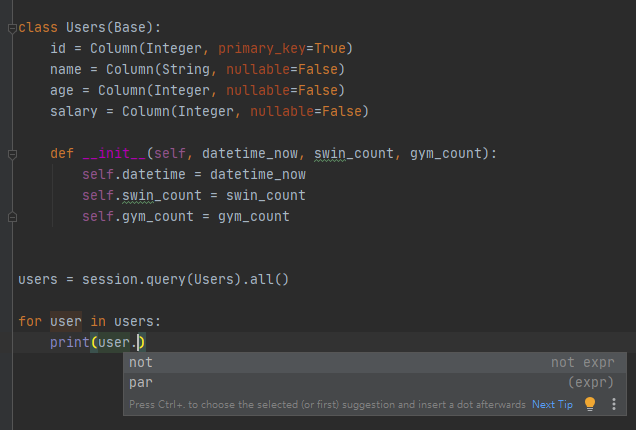 class Users(Base):
id = Column(Integer, primary_key=True)
name = Column(String, nullable=False)
age = Column(Integer, nullable=False)
salary = Column(Integer, nullable=False)
def __init__(self, datetime_now, swin_count, gym_count):
self.datetime = datetime_now
self.swin_count = swin_count
self.gym_count = gym_count
users = session.query(Users).all()
for user in users:
print(user.)
not not expr
par (expr)
Press Ctrl+. to choose the selected (or first) suggestion and insert a dot afterwards Next Tip